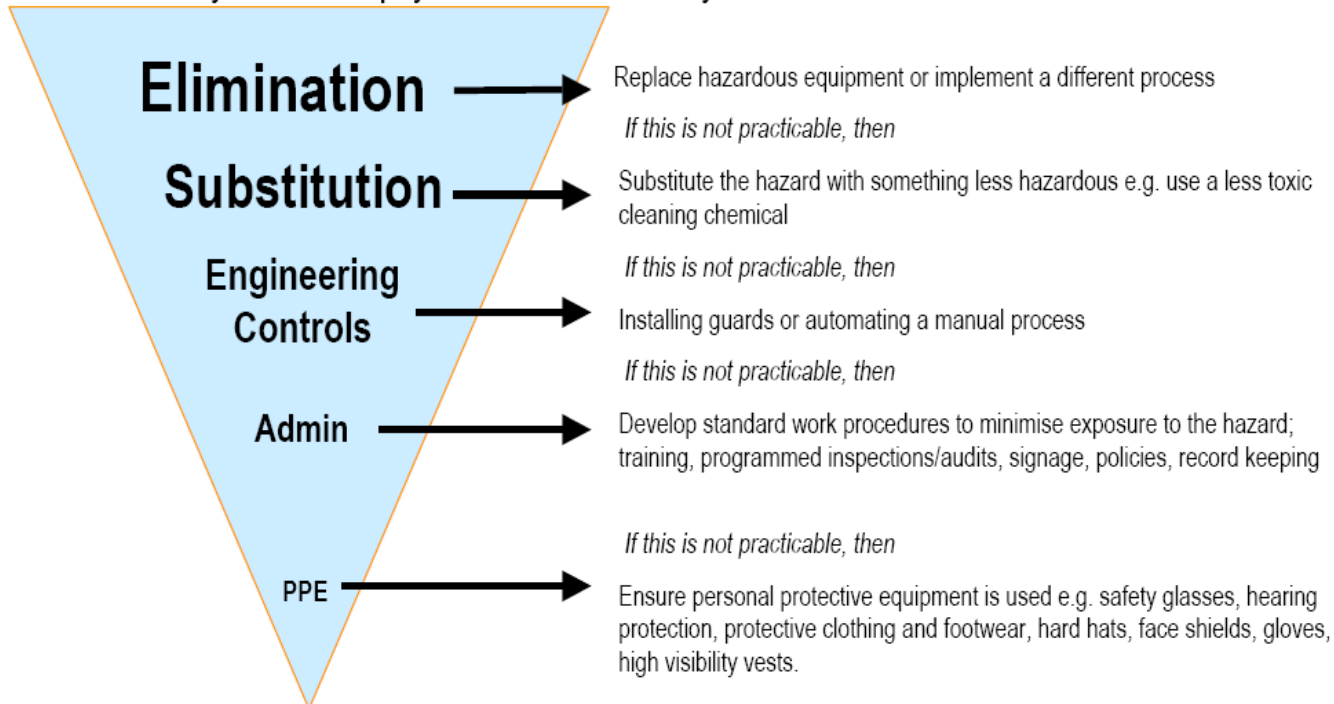 Elimination
Replace hazardous equipment or implement a different process
If this is not practicable, then
Substitution
Substitute the hazard with something less hazardous e.g. use a less toxic
cleaning chemical
If this is not practicable, then
Engineering
Controls
Installing guards or automating a manual process
If this is not practicable, then
Admin
Develop standard work procedures to minimise exposure to the hazard;
training, programmed inspections/audits, signage, policies, record keeping
If this is not practicable, then
PPE
Ensure personal protective equipment is used e.g. safety glasses, hearing
protection, protective clothing and footwear, hard hats, face shields, gloves,
high visibility vests.